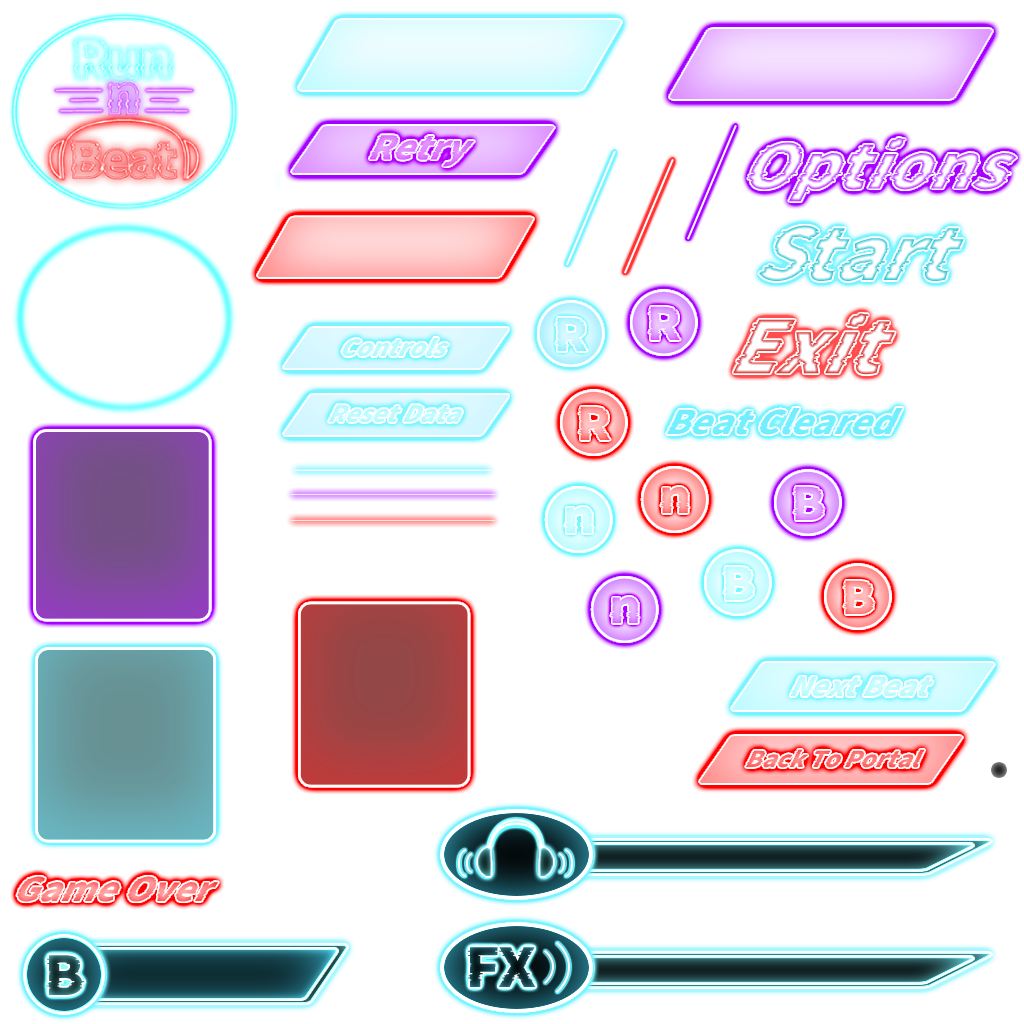 Run
n
Beat
Retry
Options
Start
Controls
R
R
Exit
Reset Data
R
Beat Cleared
n
n
B
n
B
B
Next Beat
Back To Portal
Game Over
B
FX